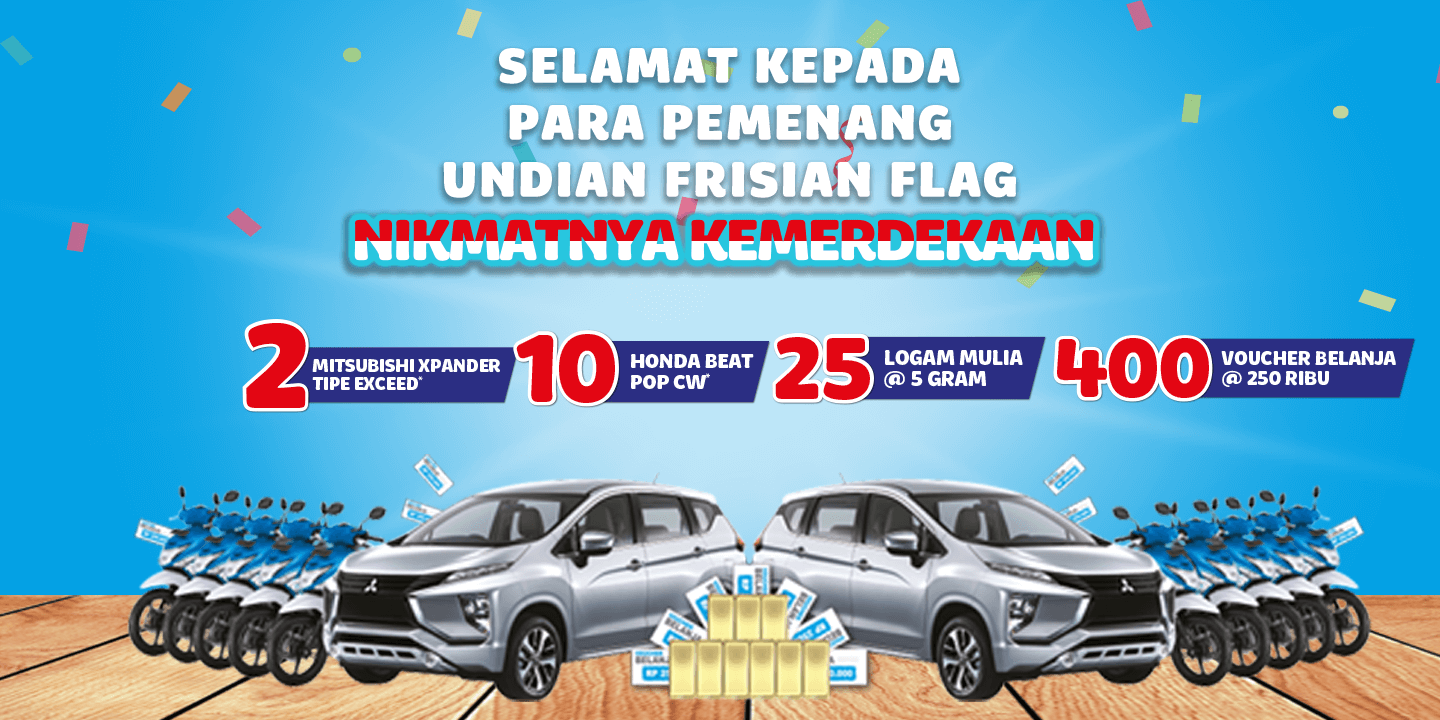 SELAMAT KEPADA
PARA PEMENANG
UNDIAN FRISIAN FLAG
NIKMATNYA KEMERDEKAAN
2 MITSUBISHI XPANDER
TIPE EXCEED*
10 HONDA BEAT
POP CW*
25 LOGAM MULIA
@ 5 GRAM
400 VOUCHER BELANJA
@ 250 RIBU
BELANJA